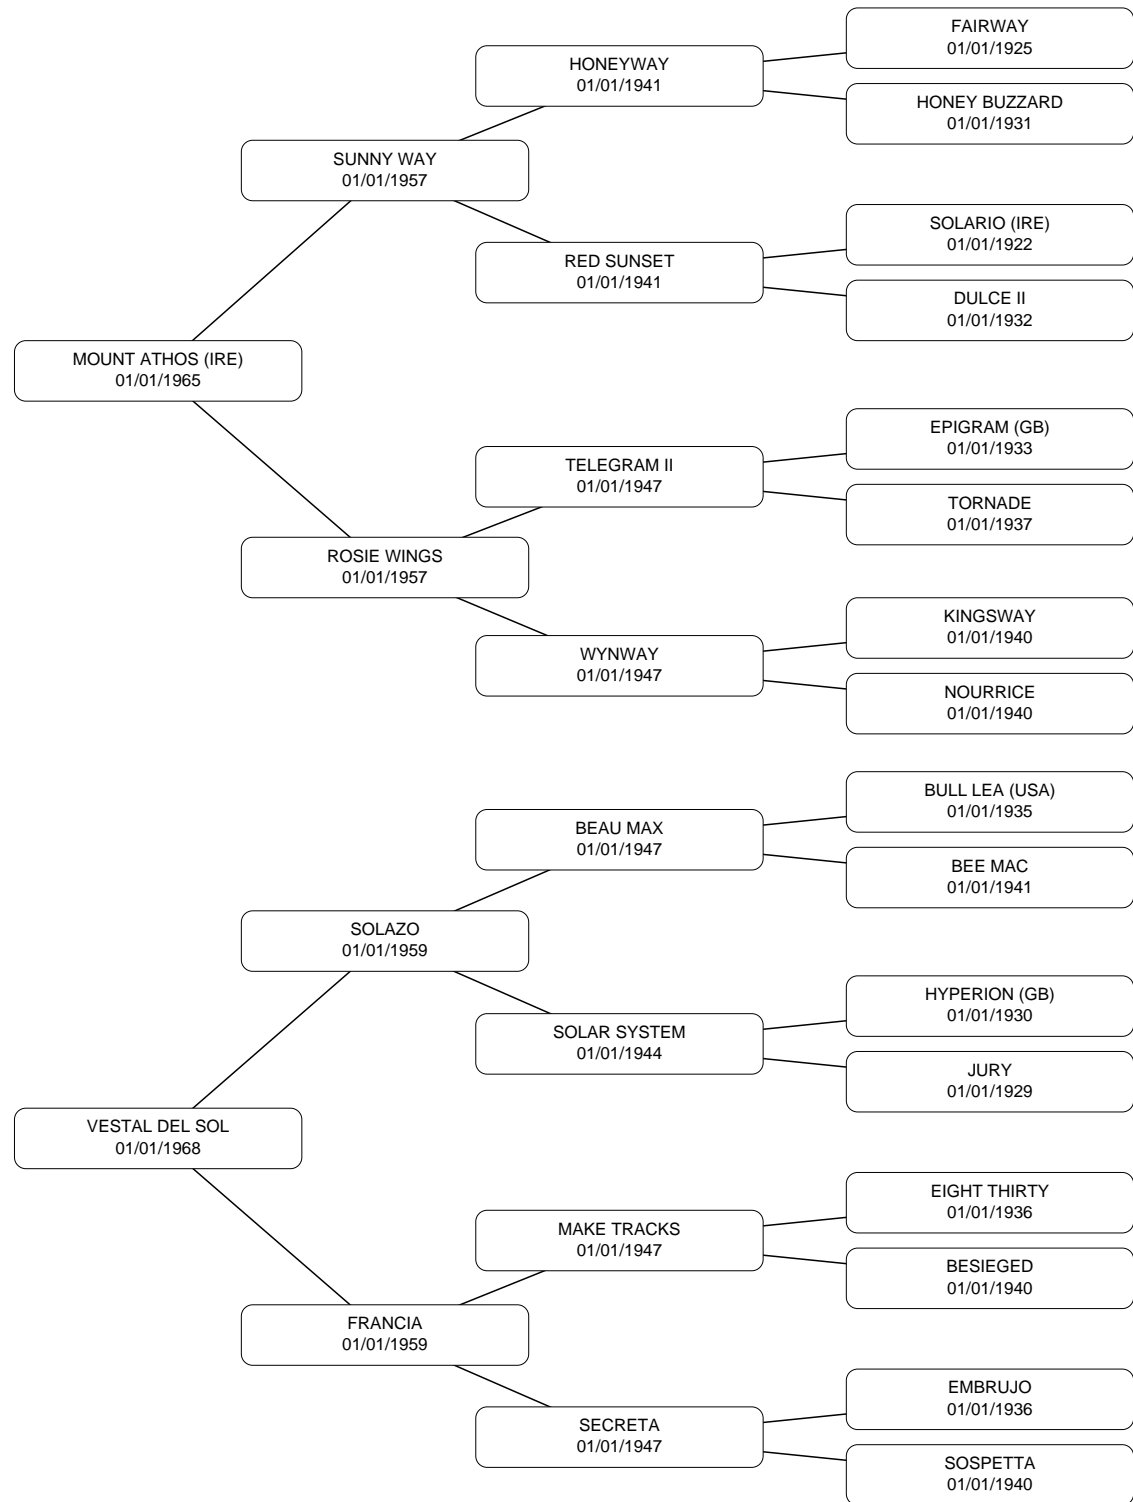 FAIRWAY
01/01/1925
HONEYWAY
01/01/1941
HONEY BUZZARD
01/01/1931
SUNNY WAY
01/01/1957
SOLARIO (IRE)
01/01/1922
RED SUNSET
01/01/1941
DULCE II
01/01/1932
MOUNT ATHOS (IRE)
01/01/1965
EPIGRAM (GB)
01/01/1933
TELEGRAM II
01/01/1947
TORNADE
01/01/1937
ROSIE WINGS
01/01/1957
KINGSWAY
01/01/1940
WYNWAY
01/01/1947
NOURRICE
01/01/1940
BULL LEA (USA)
01/01/1935
BEAU MAX
01/01/1947
BEE MAC
01/01/1941
SOLAZO
01/01/1959
HYPERION (GB)
01/01/1930
SOLAR SYSTEM
01/01/1944
JURY
01/01/1929
VESTAL DEL SOL
01/01/1968
EIGHT THIRTY
01/01/1936
MAKE TRACKS
01/01/1947
BESIEGED
01/01/1940
FRANCIA
01/01/1959
EMBRUJO
01/01/1936
SECRETA
01/01/1947
SOSPETTA
01/01/1940